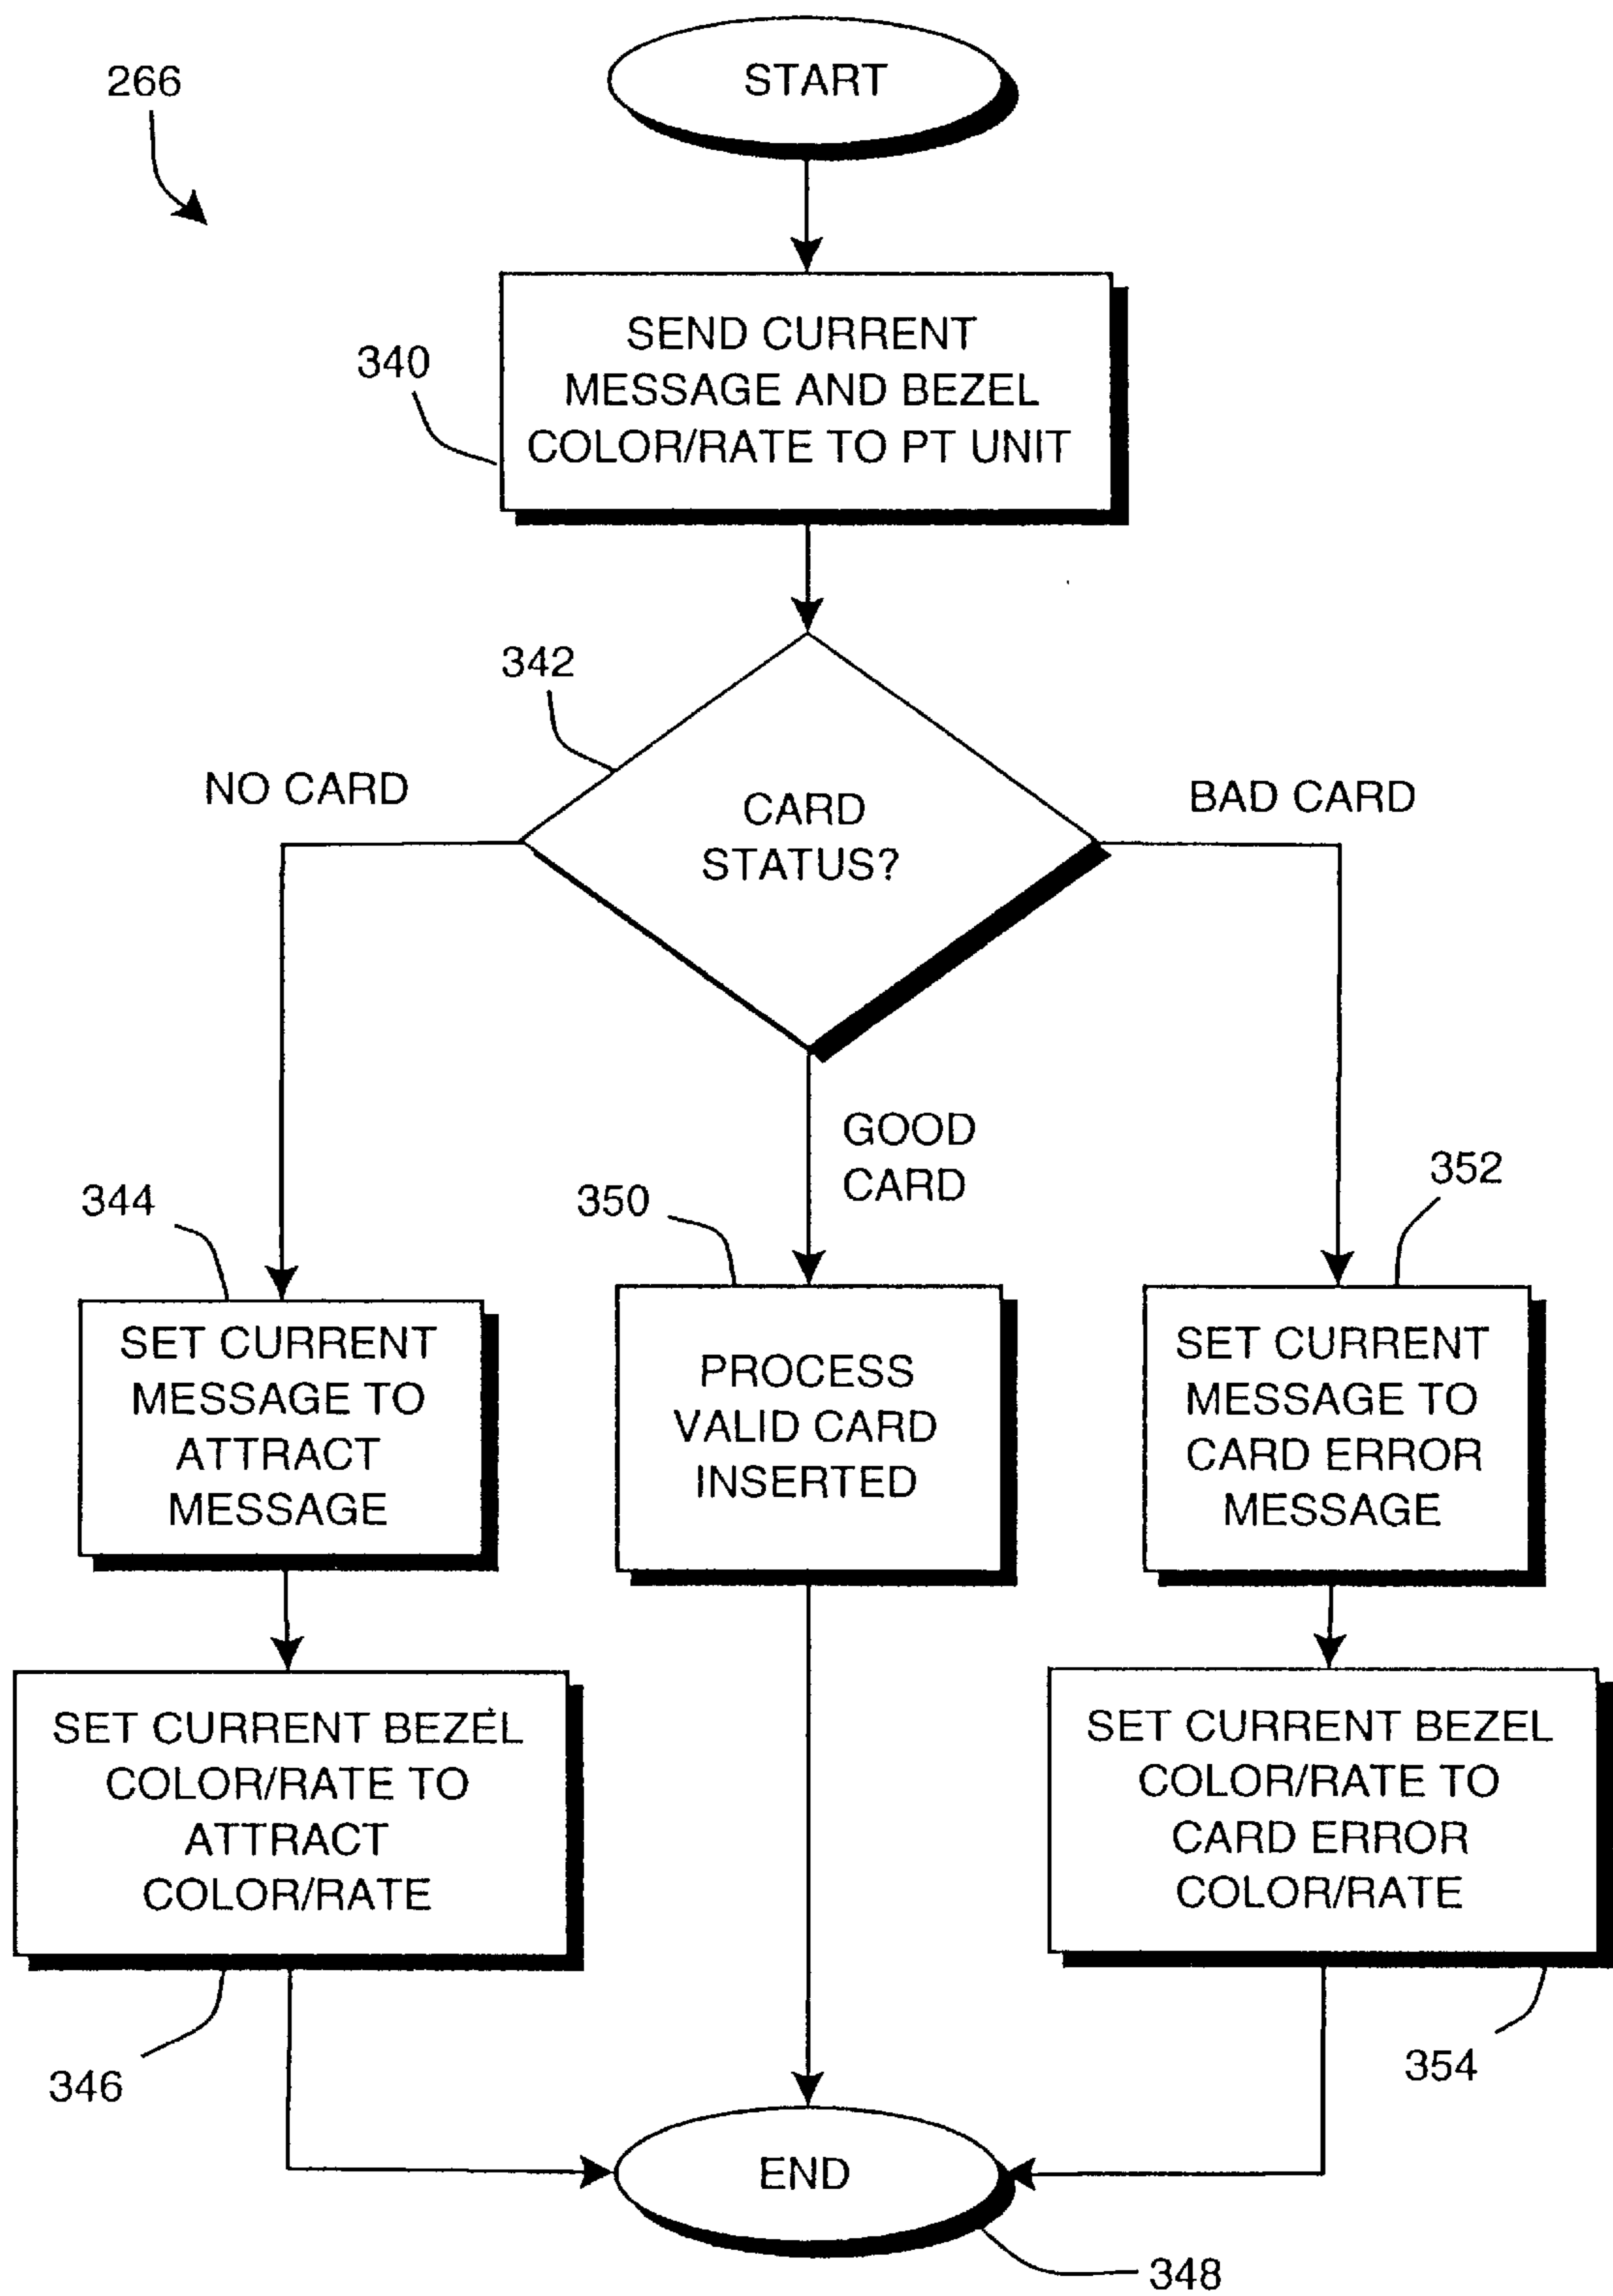 266
START
340
SEND CURRENT
MESSAGE AND BEZEL
COLOR/RATE TO PT UNIT
342
NO CARD
CARD
STATUS?
BAD CARD
GOOD
CARD
344
350
352
SET CURRENT
MESSAGE TO
ATTRACT
MESSAGE
PROCESS
VALID CARD
INSERTED
SET CURRENT
MESSAGE TO
CARD ERROR
MESSAGE
SET CURRENT BEZEL
COLOR/RATE TO
ATTRACT
COLOR/RATE
SET CURRENT BEZEL
COLOR/RATE TO
CARD ERROR
COLOR/RATE
346
354
END
348